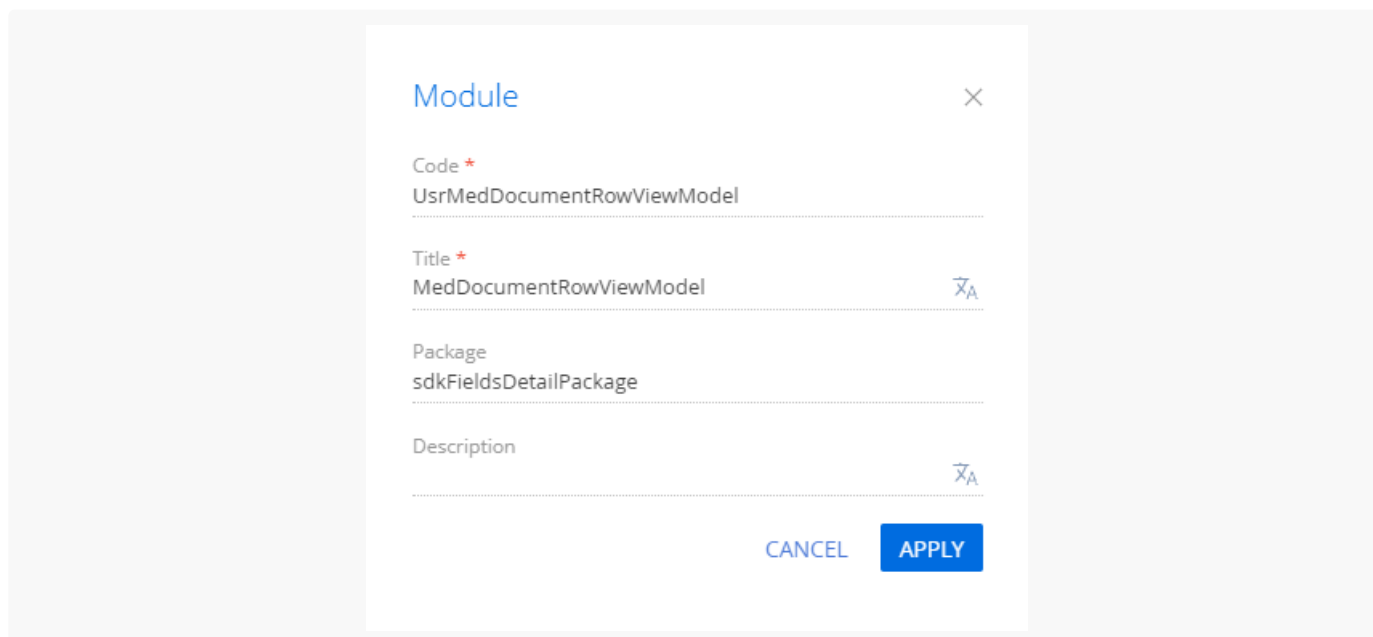 Module
Code *
UsrMedDocumentRowViewModel
Title *
MedDocumentRowViewModel
Package
sdkFieldsDetailPackage
Description
CANCEL APPLY